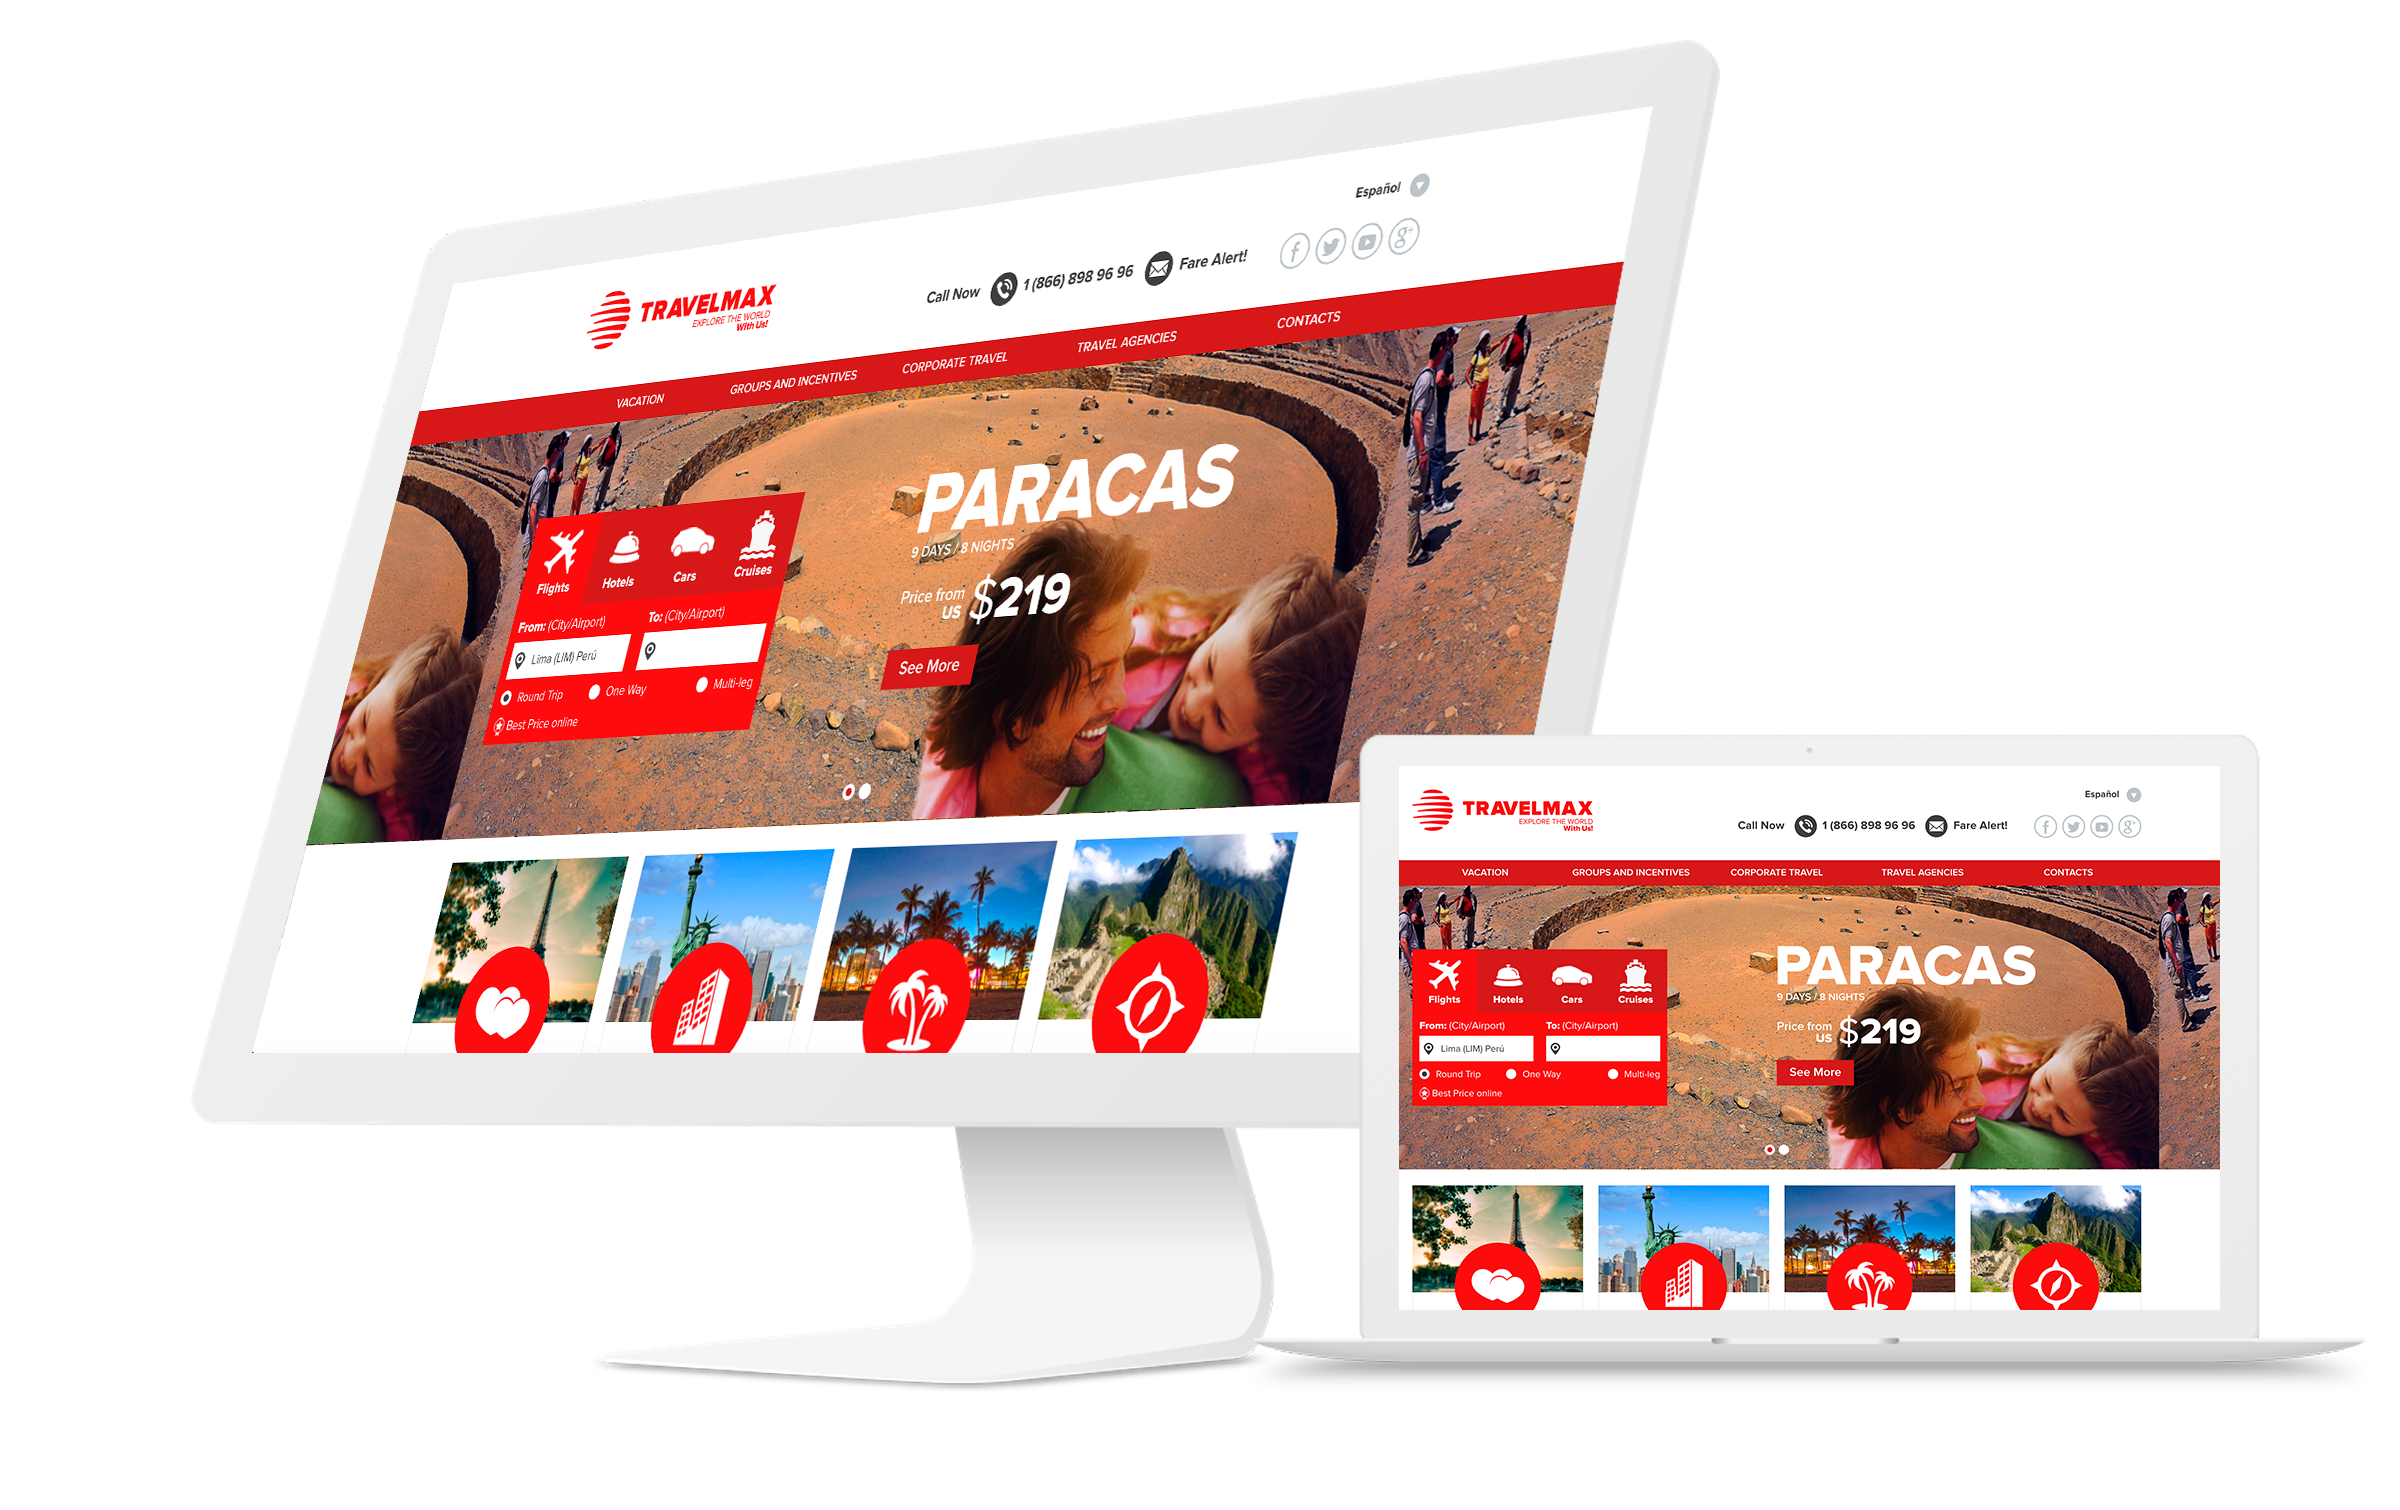 Español
Call Now 1 (866) 898 96 96 Fare Alert!
TRAVELMAX
EXPLORE THE WORLD
With Us!
VACATION GROUPS AND INCENTIVES CORPORATE TRAVEL TRAVEL AGENCIES CONTACTS
PARACAS
9 DAYS / 8 NIGHTS
Price from
US $219
See More
Flights Hotels Cars Cruises
From: (City/Airport) To: (City/Airport)
Lima (LIM) Perú
Round Trip One Way Multi-leg
Best Price online
Español
TRAVELMAX
EXPLORE THE WORLD
With Us!
Call Now 1 (866) 898 96 96 Fare Alert!
VACATION GROUPS AND INCENTIVES CORPORATE TRAVEL TRAVEL AGENCIES CONTACTS
PARACAS
9 DAYS / 8 NIGHTS
Price from
US $219
See More
Flights Hotels Cars Cruises
From: (City/Airport) To: (City/Airport)
Lima (LIM) Perú
Round Trip One Way Multi-leg
Best Price online